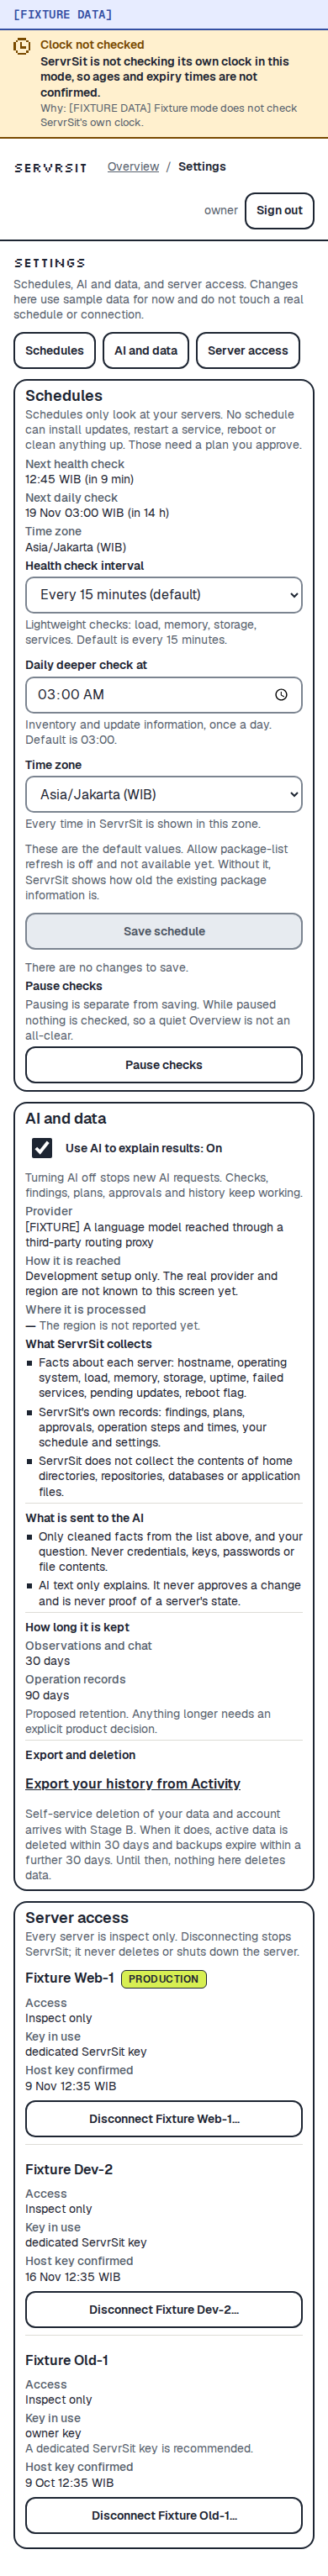 [FIXTURE DATA]
Clock not checked
ServrSit is not checking its own clock in this
mode, so ages and expiry times are not
confirmed.
Why: [FIXTURE DATA] Fixture mode does not check
ServrSit's own clock.
SERVRSIT
Overview / Settings
owner
Sign out
SETTINGS
Schedules, AI and data, and server access. Changes
here use sample data for now and do not touch a real
schedule or connection.
Schedules
AI and data
Server access
Schedules
Schedules only look at your servers. No schedule
can install updates, restart a service, reboot or
clean anything up. Those need a plan you approve.
Next health check
12:45 WIB (in 9 min)
Next daily check
19 Nov 03:00 WIB (in 14 h)
Time zone
Asia/Jakarta (WIB)
Health check interval
Every 15 minutes (default)
Lightweight checks: load, memory, storage,
services. Default is every 15 minutes.
Daily deeper check at
03:00 AM
Inventory and update information, once a day.
Default is 03:00.
Time zone
Asia/Jakarta (WIB)
Every time in ServrSit is shown in this zone.
These are the default values. Allow package-list
refresh is off and not available yet. Without it,
ServrSit shows how old the existing package
information is.
Save schedule
There are no changes to save.
Pause checks
Pausing is separate from saving. While paused
nothing is checked, so a quiet Overview is not an
all-clear.
Pause checks
AI and data
Use AI to explain results: On
Turning AI off stops new AI requests. Checks,
findings, plans, approvals and history keep working.
Provider
[FIXTURE] A language model reached through a
third-party routing proxy
How it is reached
Development setup only. The real provider and
region are not known to this screen yet.
Where it is processed
— The region is not reported yet.
What ServrSit collects
Facts about each server: hostname, operating
system, load, memory, storage, uptime, failed
services, pending updates, reboot flag.
ServrSit's own records: findings, plans,
approvals, operation steps and times, your
schedule and settings.
ServrSit does not collect the contents of home
directories, repositories, databases or application
files.
What is sent to the AI
Only cleaned facts from the list above, and your
question. Never credentials, keys, passwords or
file contents.
AI text only explains. It never approves a change
and is never proof of a server's state.
How long it is kept
Observations and chat
30 days
Operation records
90 days
Proposed retention. Anything longer needs an
explicit product decision.
Export and deletion
Export your history from Activity
Self-service deletion of your data and account
arrives with Stage B. When it does, active data is
deleted within 30 days and backups expire within a
further 30 days. Until then, nothing here deletes
data.
Server access
Every server is inspect only. Disconnecting stops
ServrSit; it never deletes or shuts down the server.
Fixture Web-1 PRODUCTION
Access
Inspect only
Key in use
dedicated ServrSit key
Host key confirmed
9 Nov 12:35 WIB
Disconnect Fixture Web-1...
Fixture Dev-2
Access
Inspect only
Key in use
dedicated ServrSit key
Host key confirmed
16 Nov 12:35 WIB
Disconnect Fixture Dev-2...
Fixture Old-1
Access
Inspect only
Key in use
owner key
A dedicated ServrSit key is recommended.
Host key confirmed
9 Oct 12:35 WIB
Disconnect Fixture Old-1...